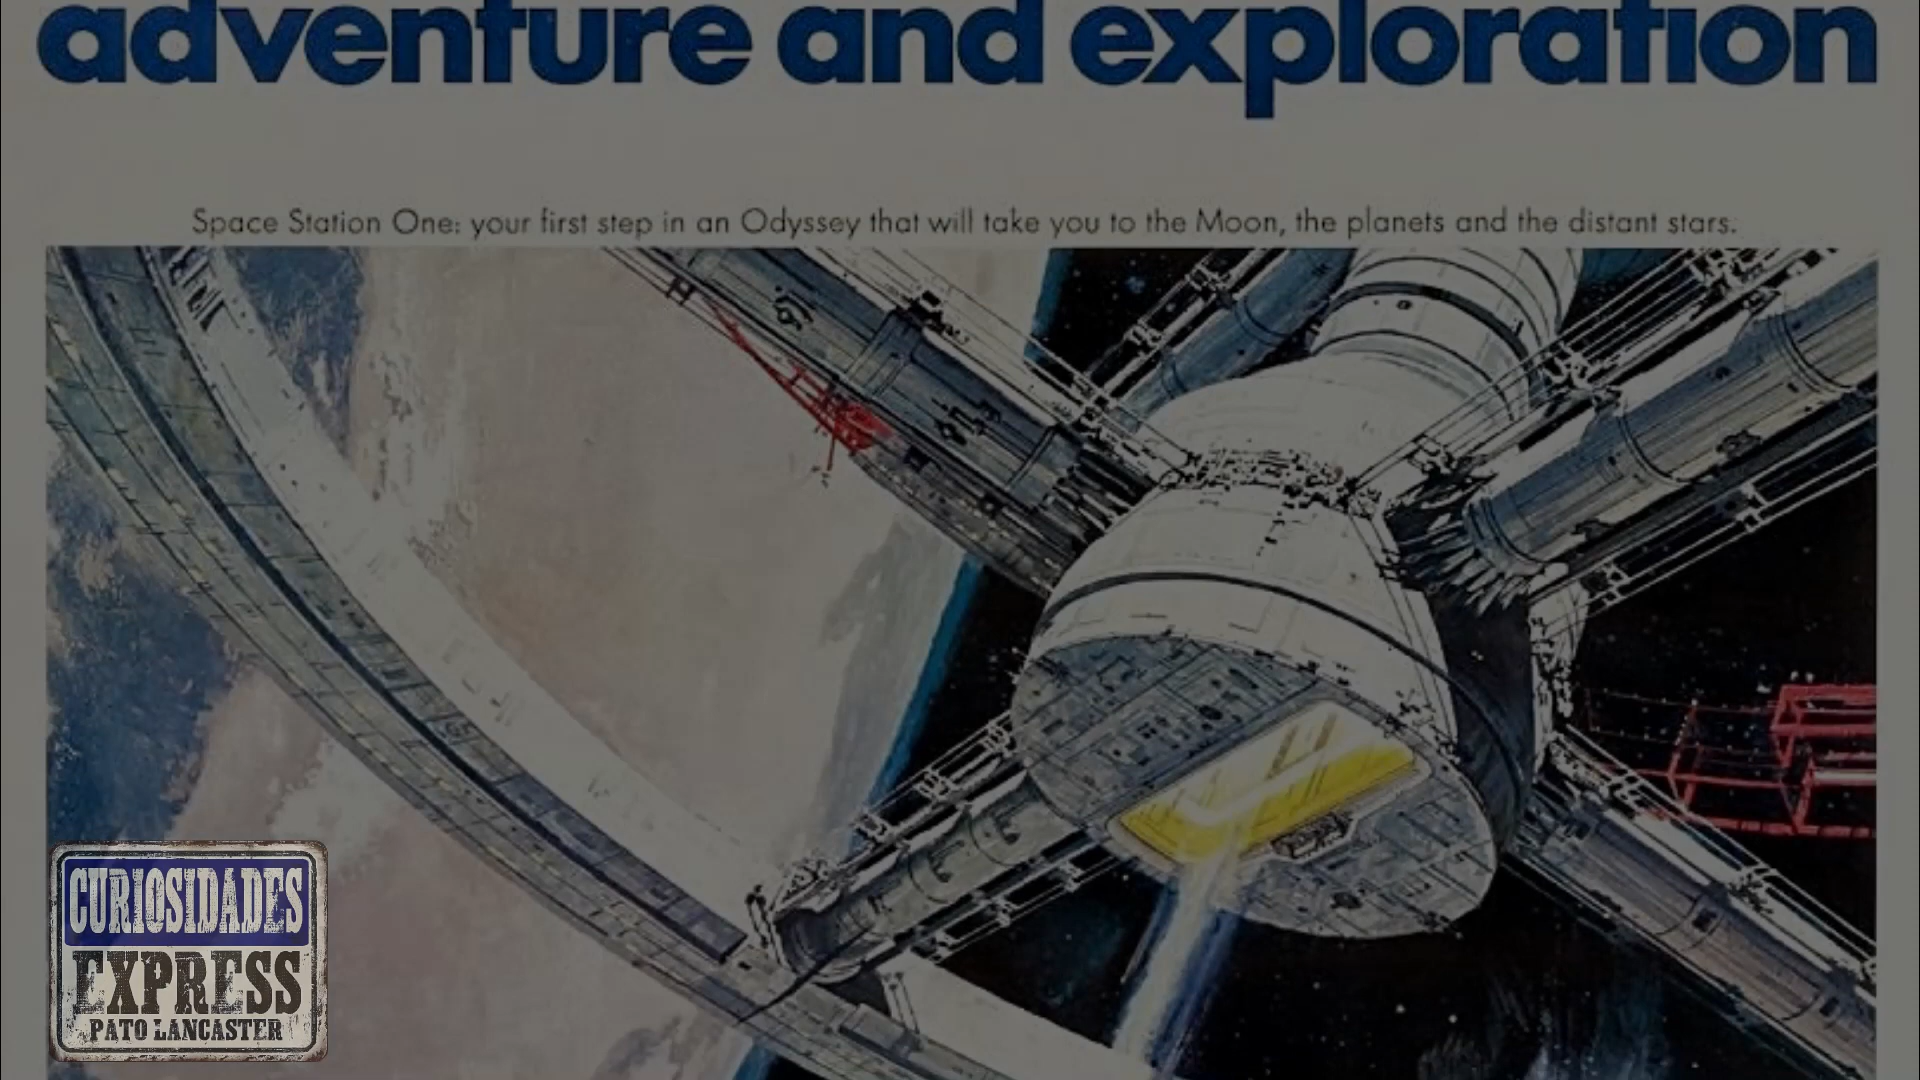 adventure and exploration
Space Station One: your first step in an Odyssey that will take you to the Moon, the planets and the distant stars.
CURIOSIDADES
EXPRESS
PATO LANCASTER